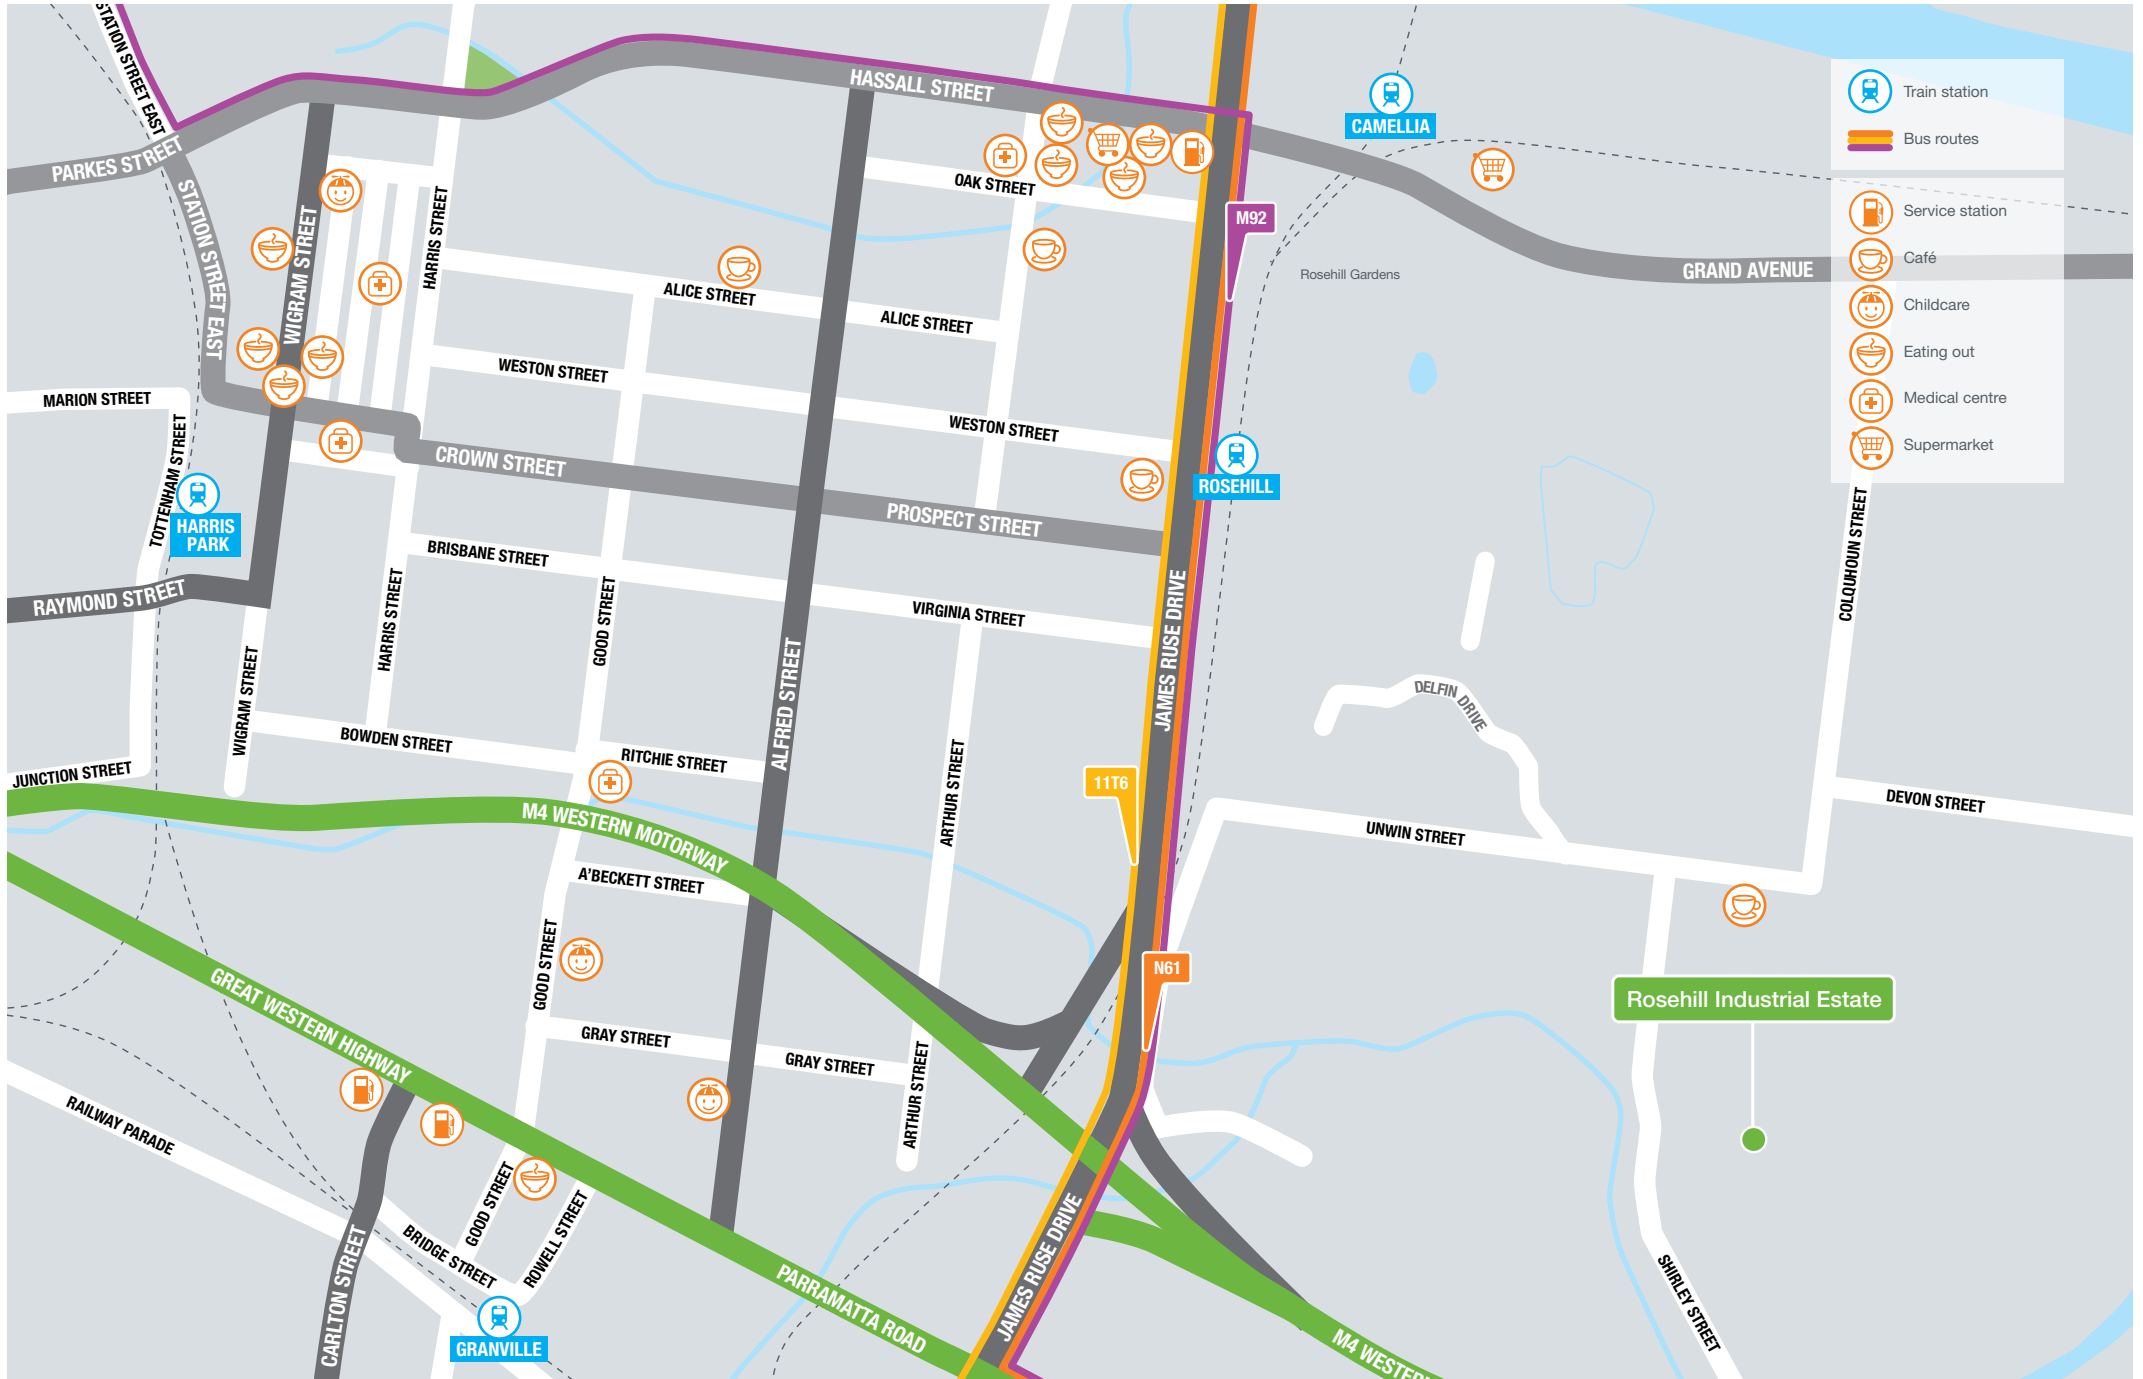 STATION STREET EAST
HASSALL STREET
CAMELLIA
Train station
Bus routes
PARKES STREET
STATION STREET EAST
WIGRAM STREET
HARRIS STREET
OAK STREET
M92
Rosehill Gardens
GRAND AVENUE
Service station
Café
Childcare
Eating out
Medical centre
Supermarket
ALICE STREET
ALICE STREET
WESTON STREET
WESTON STREET
MARION STREET
TOTTENHAM STREET
HARRIS
PARK
CROWN STREET
PROSPECT STREET
ROSEHILL
RAYMOND STREET
BRISBANE STREET
VIRGINIA STREET
HARRIS STREET
GOOD STREET
ALFRED STREET
JAMES RUSE DRIVE
COLQUHOUN STREET
DELFIN DRIVE
WIGRAM STREET
BOWDEN STREET
RITCHIE STREET
JUNCTION STREET
ARTHUR STREET
11T6
DEVON STREET
UNWIN STREET
M4 WESTERN MOTORWAY
A'BECKETT STREET
GOOD STREET
N61
Rosehill Industrial Estate
GREAT WESTERN HIGHWAY
GRAY STREET
GRAY STREET
ARTHUR STREET
RAILWAY PARADE
GOOD STREET
BRIDGE STREET
ROWELL STREET
CARLTON STREET
GRANVILLE
PARRAMATTA ROAD
JAMES RUSE DRIVE
M4 WESTERN
SHIRLEY STREET